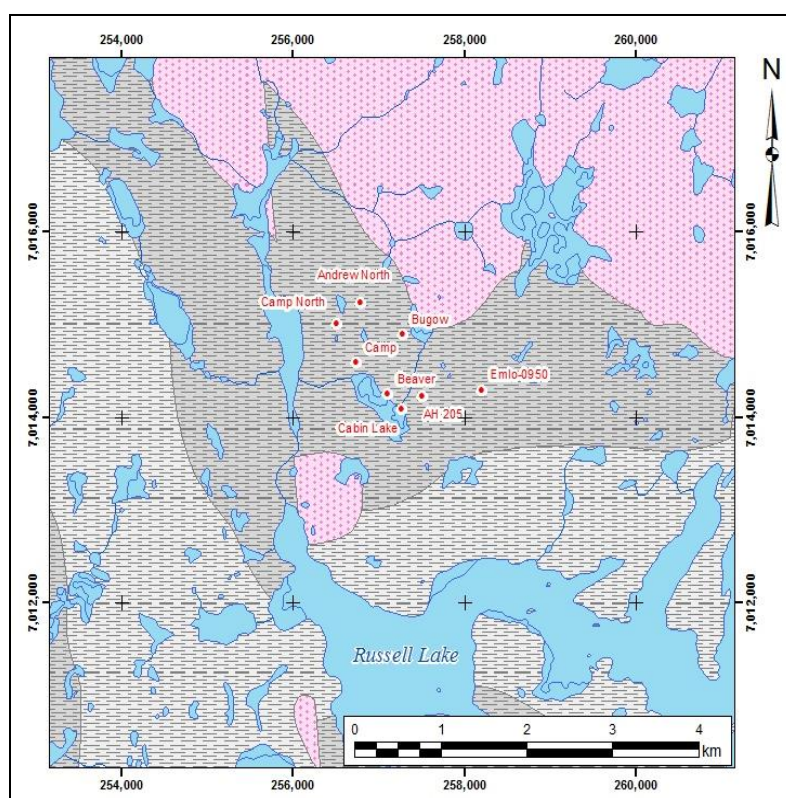 254,000 256,000 258,000 260,000
N
7,016,000 7,016,000
Andrew North
Camp North
Bugow
Camp
Emlo-0950
Beaver
7,014,000 7,014,000
AH-205
Cabin Lake
7,012,000 7,012,000
Russell Lake
0 1 2 3 4
km
254,000 256,000 258,000 260,000